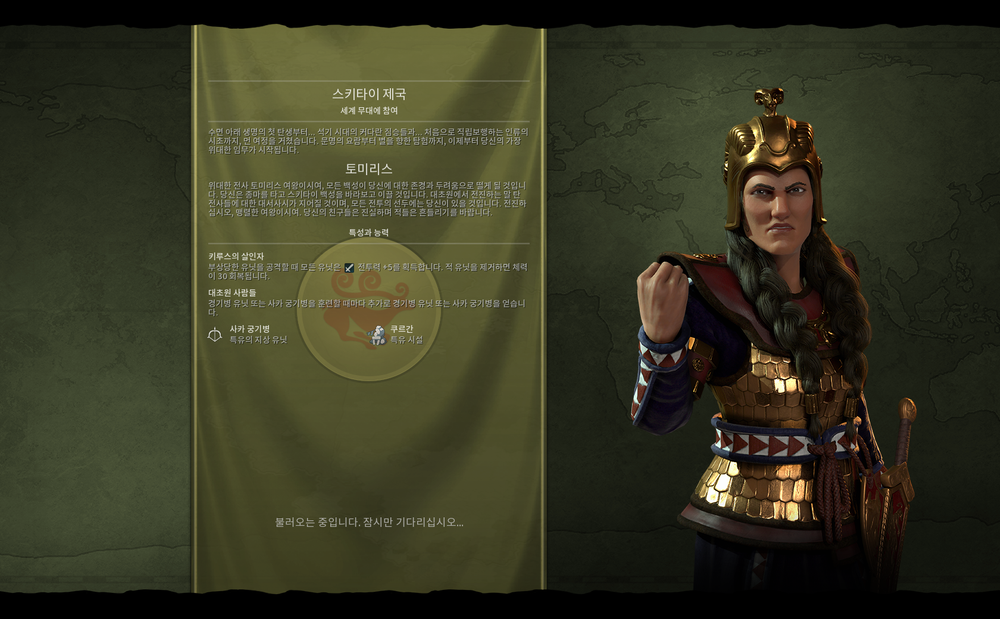 스키타이 제국
세계 무대에 참여
수면 아래 생명의 첫 탄생부터... 석기 시대의 커다란 짐승들과... 처음으로 직립보행하는 인류의
시초까지, 먼 여정을 거쳤습니다. 문명의 요람부터 별을 향한 탐험까지, 이제부터 당신의 가장
위대한 임무가 시작됩니다.
토미리스
위대한 전사 토미리스 여왕이시여, 모든 백성이 당신에 대한 존경과 두려움으로 떨게 될 것입니
다. 당신은 종마를 타고 스키타이 백성을 바라보고 이끌 것입니다. 대초원에서 전진하는 말 탄
전사들에 대한 대서사시가 지어질 것이며, 모든 전투의 선두에는 당신이 있을 것입니다. 전진하
십시오, 맹렬한 여왕이시여. 당신의 친구들은 진실하며 적들은 흔들리기를 바랍니다.
특성과 능력
키루스의 살인자
부상당한 유닛을 공격할 때 모든 유닛은 전투력 +5를 획득합니다. 적 유닛을 제거하면 체력
이 30 회복됩니다.
대초원 사람들
경기병 유닛 또는 사카 궁기병을 훈련할 때마다 추가로 경기병 유닛 또는 사카 궁기병을 얻습니
다.
사카 궁기병
특유의 지상 유닛
쿠르간
특유 시설
불러오는 중입니다. 잠시만 기다리십시오...